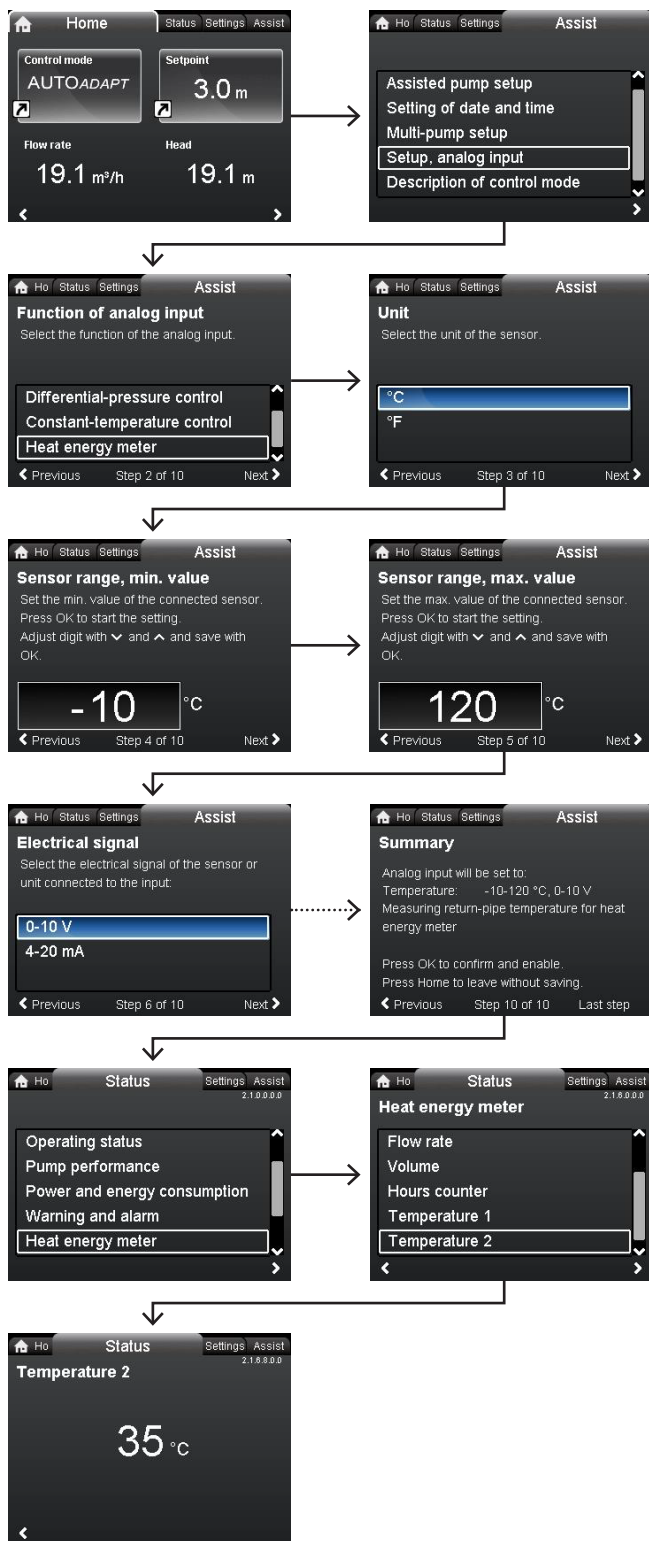 Home Status Settings Assist
Control mode Setpoint
AUTOADAPT 3.0 m
Flow rate Head
19.1 m³/h 19.1 m
Ho Status Settings Assist
Assisted pump setup
Setting of date and time
Multi-pump setup
Setup, analog input
Description of control mode
Ho Status Settings Assist
Function of analog input
Select the function of the analog input.
Differential-pressure control
Constant-temperature control
Heat energy meter
Previous Step 2 of 10 Next
Ho Status Settings Assist
Unit
Select the unit of the sensor.
°C
°F
Previous Step 3 of 10 Next
Ho Status Settings Assist
Sensor range, min. value
Set the min. value of the connected sensor.
Press OK to start the setting.
Adjust digit with and and save with
OK.
-10 °C
Previous Step 4 of 10 Next
Ho Status Settings Assist
Sensor range, max. value
Set the max. value of the connected sensor.
Press OK to start the setting.
Adjust digit with and and save with
OK.
120 °C
Previous Step 5 of 10 Next
Ho Status Settings Assist
Electrical signal
Select the electrical signal of the sensor or
unit connected to the input:
0-10 V
4-20 mA
Previous Step 6 of 10 Next
Ho Status Settings Assist
Summary
Analog input will be set to:
Temperature: -10-120 °C, 0-10 V
Measuring return-pipe temperature for heat
energy meter
Press OK to confirm and enable.
Press Home to leave without saving.
Previous Step 10 of 10 Last step
Ho Status Settings Assist
2.1.0.0.0.0
Operating status
Pump performance
Power and energy consumption
Warning and alarm
Heat energy meter
Ho Status Settings Assist
2.1.6.0.0.0
Heat energy meter
Flow rate
Volume
Hours counter
Temperature 1
Temperature 2
Ho Status Settings Assist
2.1.6.8.0.0
Temperature 2
35 °C